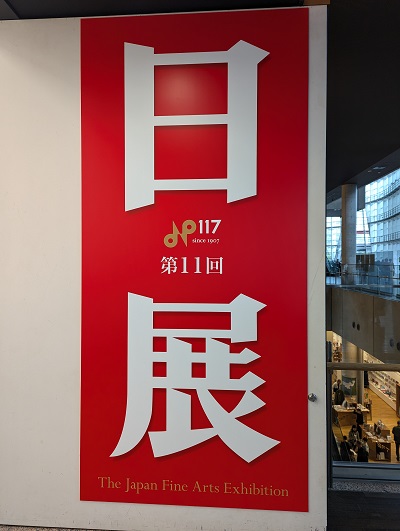 日
117
since 1907
第11回
展
The Japan Fine Arts Exhibition